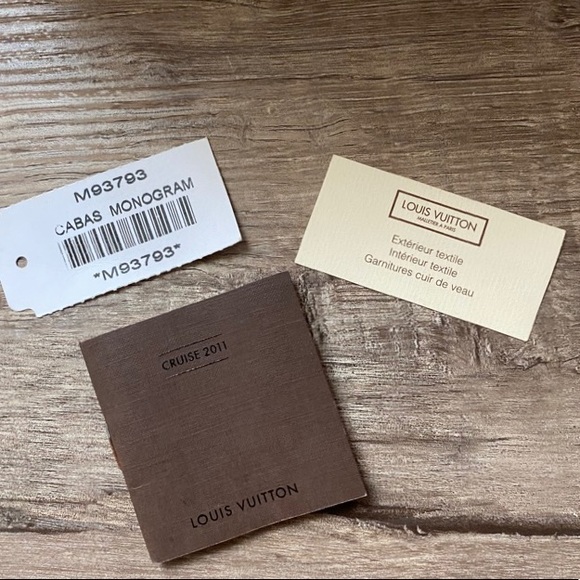 M93793
CABAS MONOGRAM
*M93793*
LOUIS VUITTON
MALLETIER A PARIS
Extérieur textile
Intérieur textile
Garnitures cuir de veau
CRUISE 2011
LOUIS VUITTON